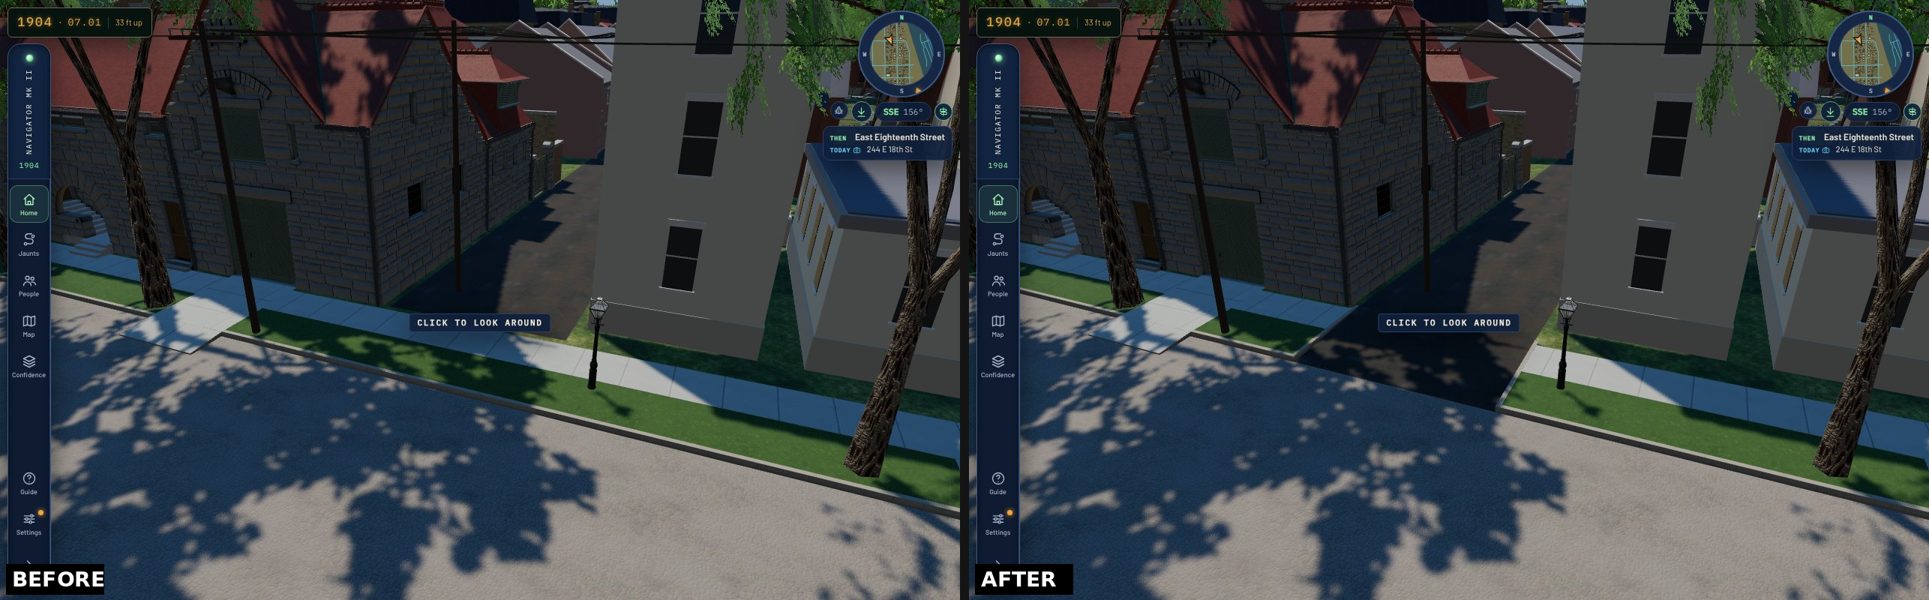 1904 · 07.01 33 ft up
NAVIGATOR MK II
1904
Home
Jaunts
People
Map
Confidence
Guide
Settings
N
W E
S
SSE 156°
THEN East Eighteenth Street
TODAY 244 E 18th St
CLICK TO LOOK AROUND
BEFORE
1904 · 07.01 33 ft up
NAVIGATOR MK II
1904
Home
Jaunts
People
Map
Confidence
Guide
Settings
N
W E
S
SSE 156°
THEN East Eighteenth Street
TODAY 244 E 18th St
CLICK TO LOOK AROUND
AFTER